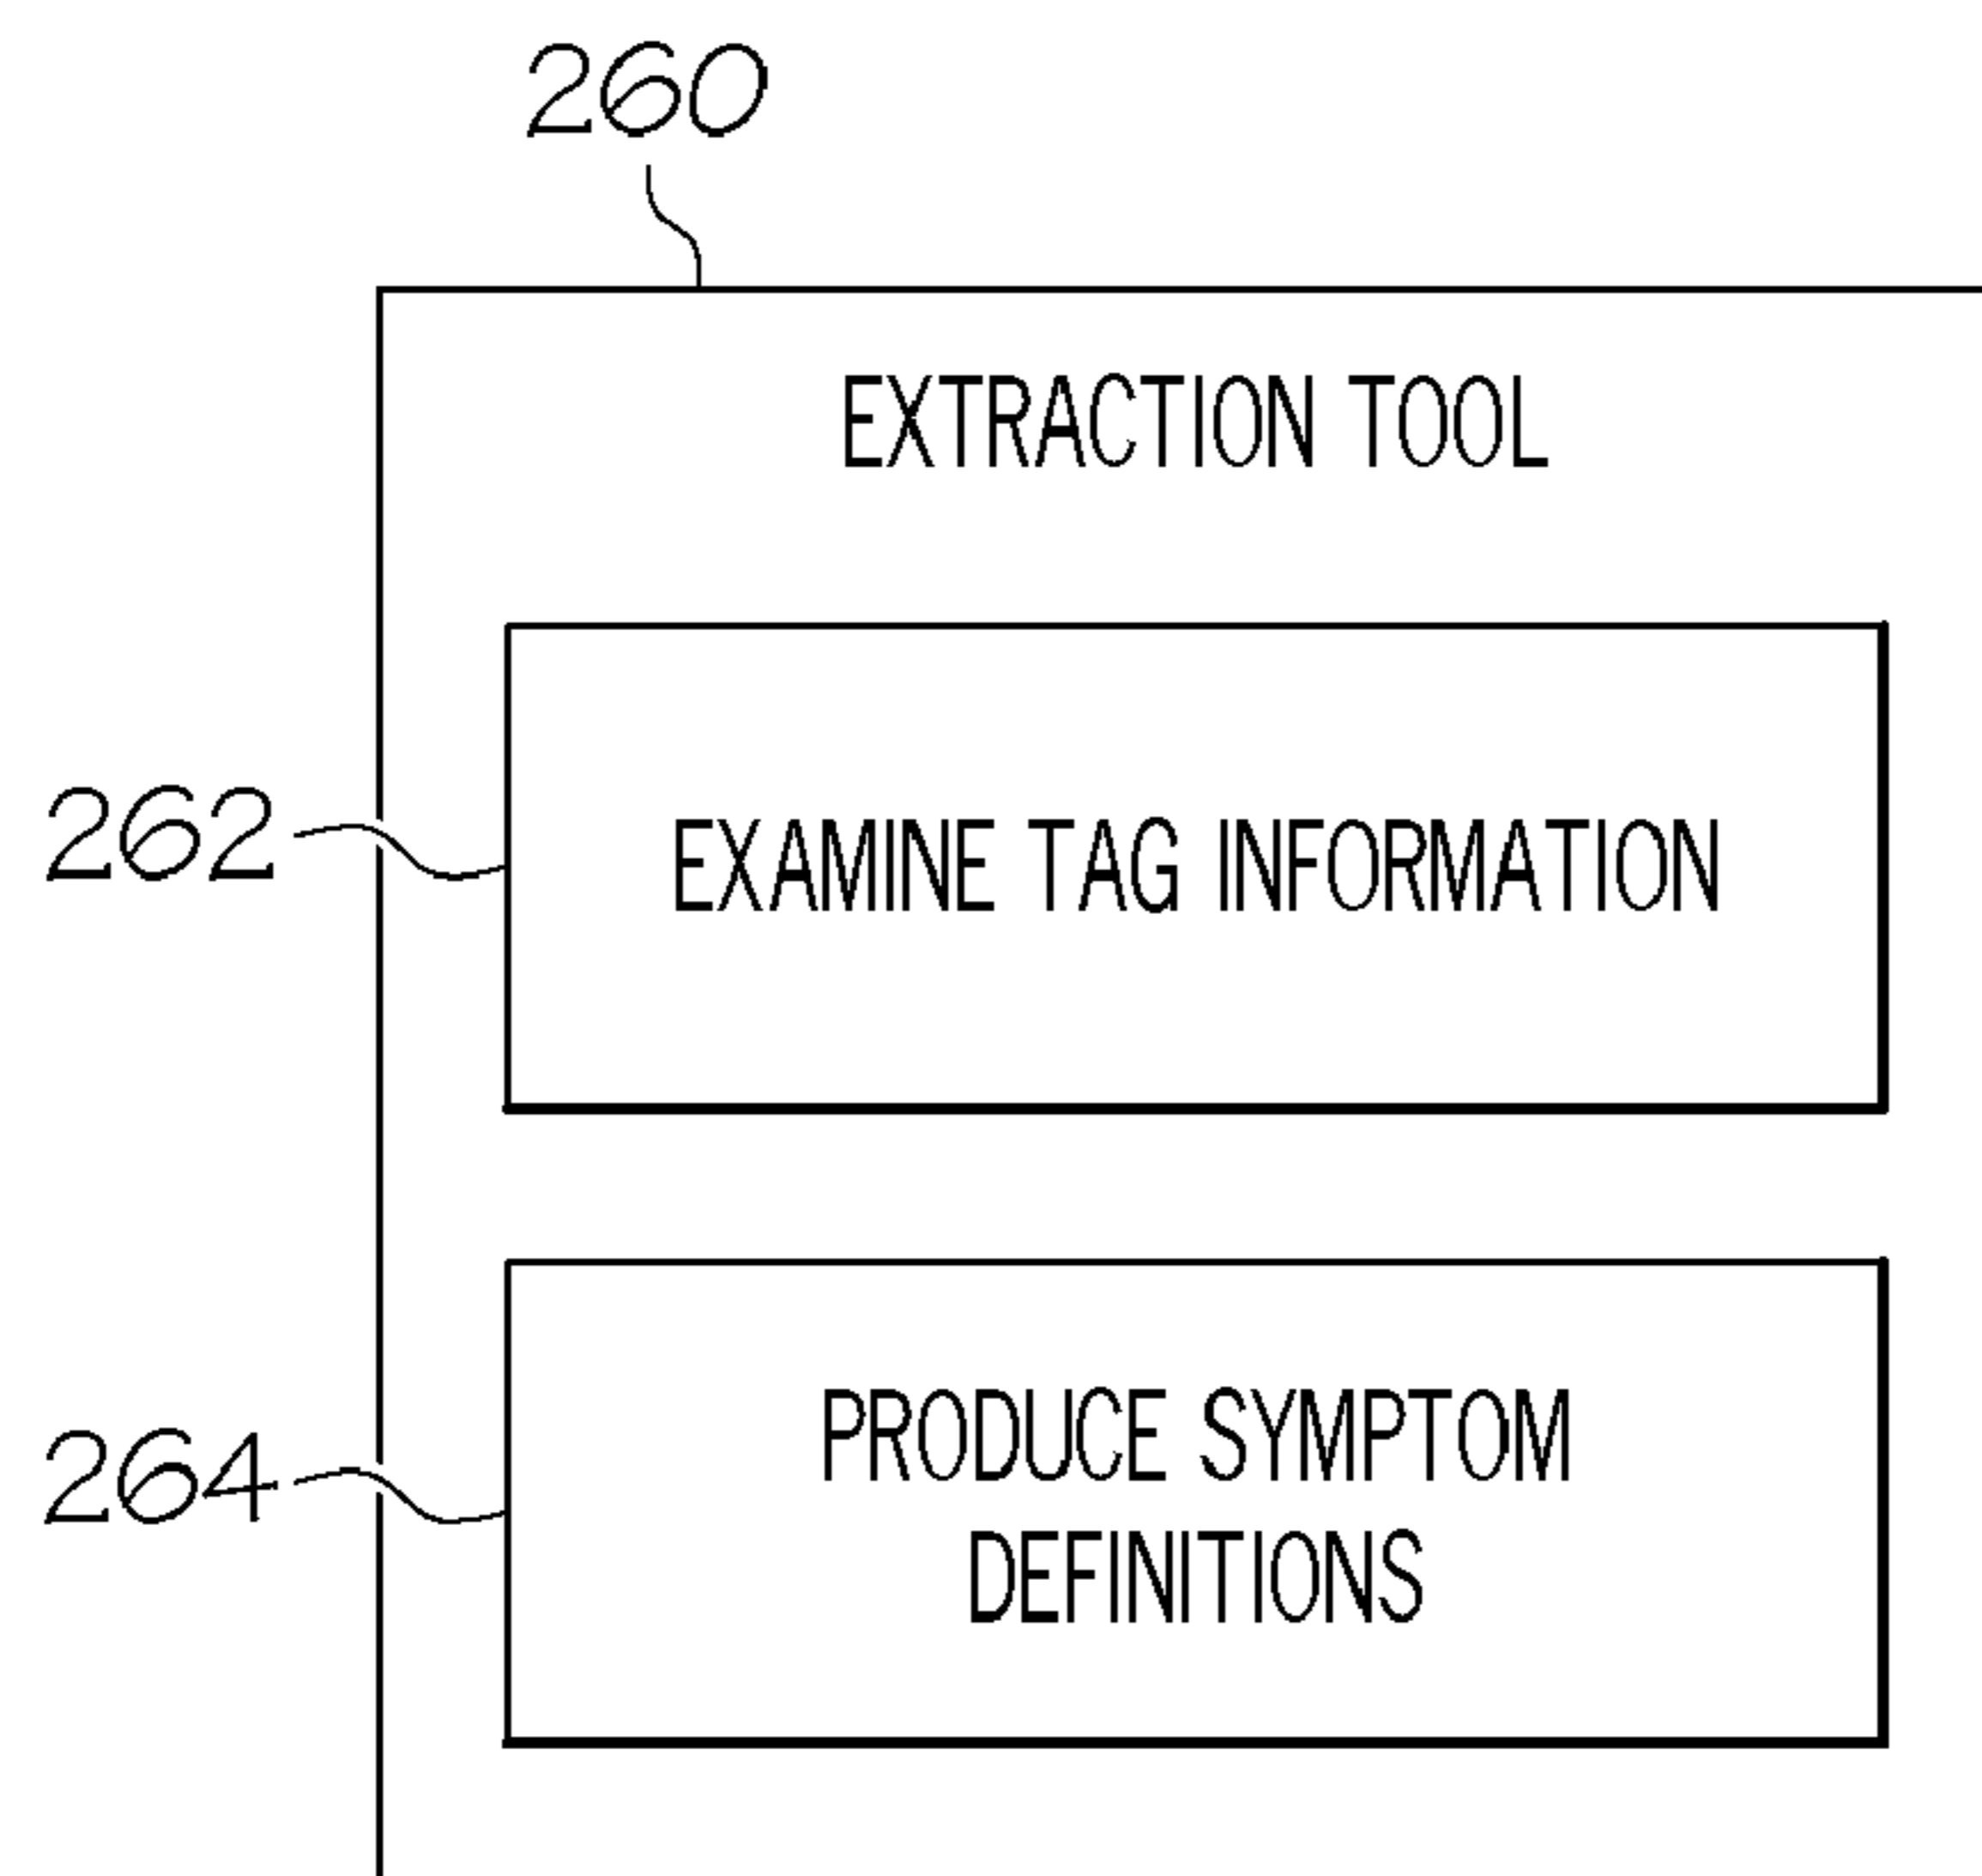 260
EXTRACTION TOOL
262
EXAMINE TAG INFORMATION
264
PRODUCE SYMPTOM
DEFINITIONS